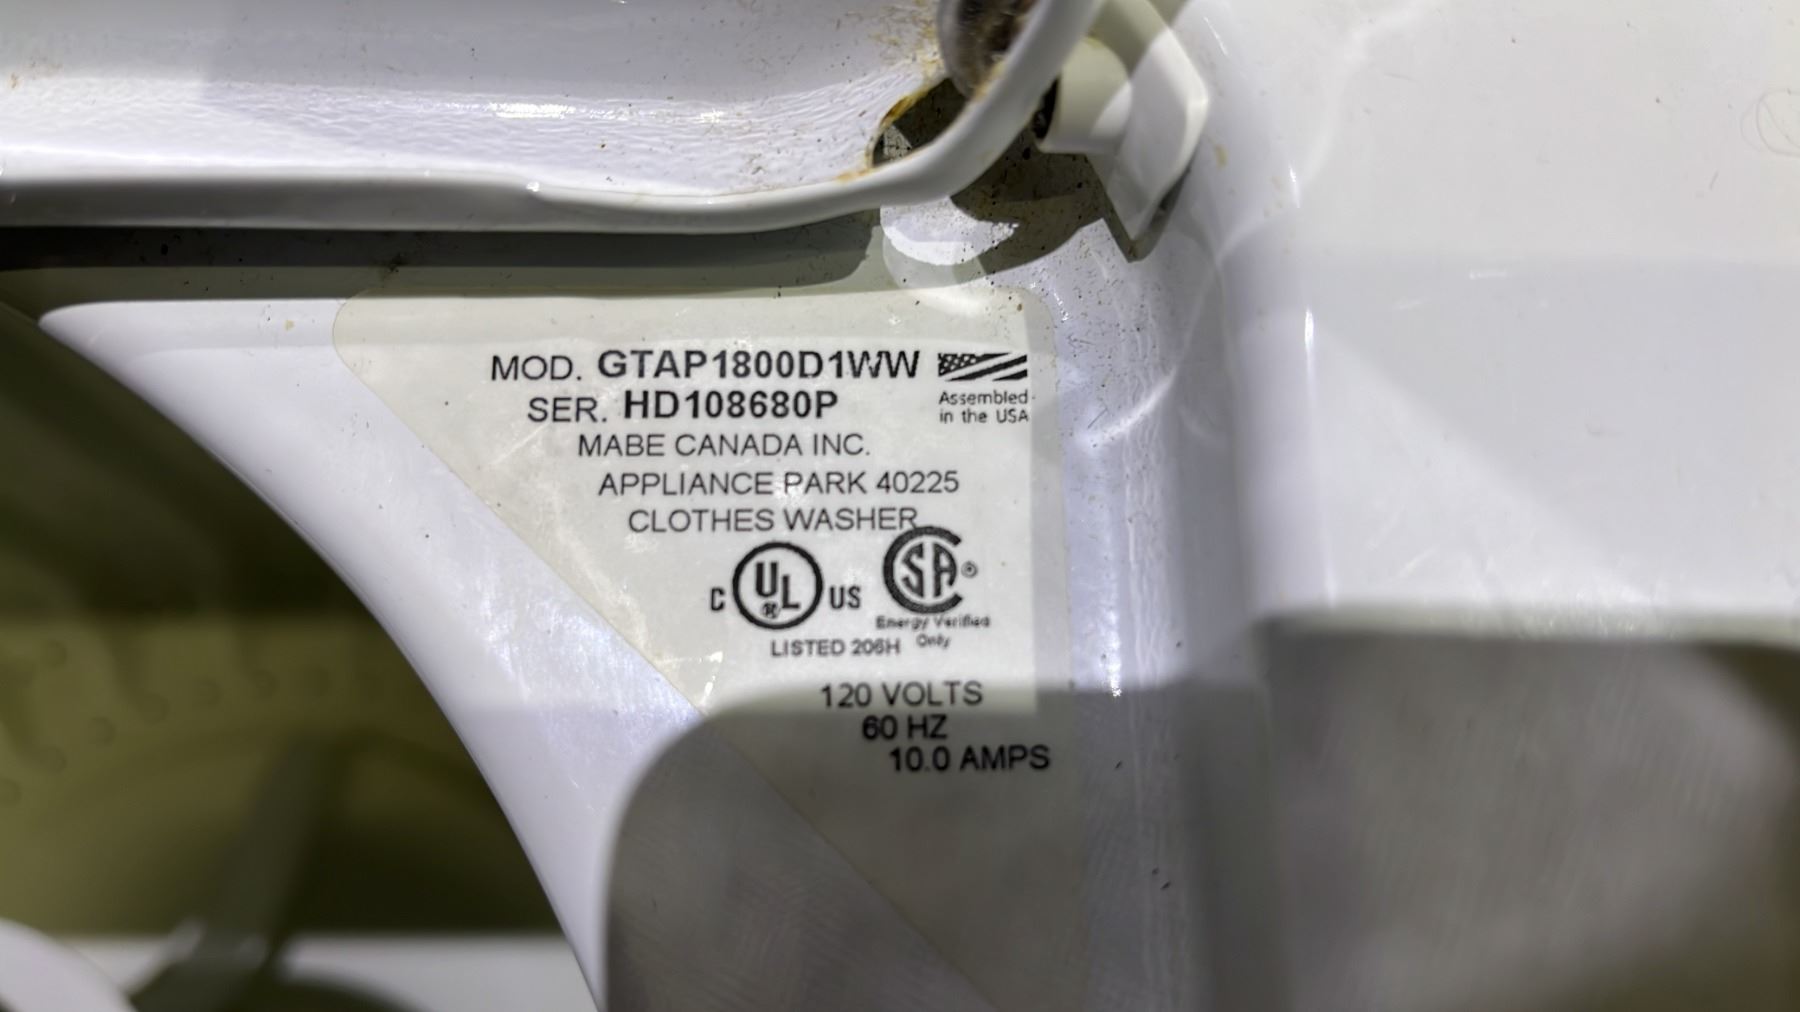 MOD. GTAP1800D1WW
SER. HD108680P
Assembled
in the USA
MABE CANADA INC.
APPLIANCE PARK 40225
CLOTHES WASHER
C UL® US
SA®
Energy Verified
Only
LISTED 206H
120 VOLTS
60 HZ
10.0 AMPS